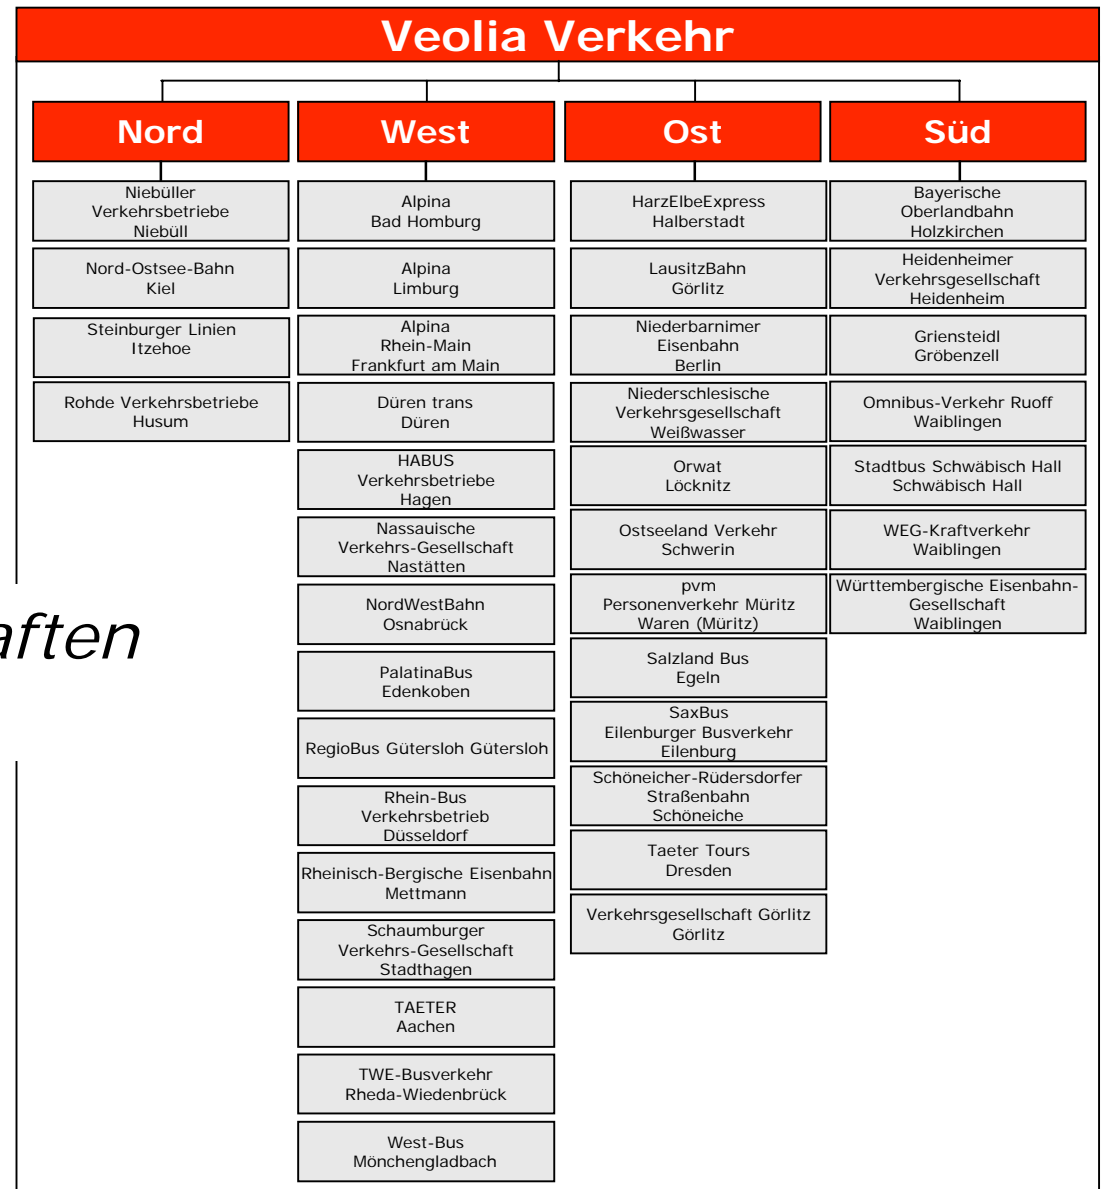 Veolia Verkehr
Nord
Niebüller
Verkehrsbetriebe
Niebüll
Nord-Ostsee-Bahn
Kiel
Steinburger Linien
Itzehoe
Rohde Verkehrsbetriebe
Husum
West
Alpina
Bad Homburg
Alpina
Limburg
Alpina
Rhein-Main
Frankfurt am Main
Düren trans
Düren
HABUS
Verkehrsbetriebe
Hagen
Nassauische
Verkehrs-Gesellschaft
Nastätten
NordWestBahn
Osnabrück
PalatinaBus
Edenkoben
RegioBus Gütersloh Gütersloh
Rhein-Bus
Verkehrsbetrieb
Düsseldorf
Rheinisch-Bergische Eisenbahn
Mettmann
Schaumburger
Verkehrs-Gesellschaft
Stadthagen
TAETER
Aachen
TWE-Busverkehr
Rheda-Wiedenbrück
West-Bus
Mönchengladbach
Ost
HarzElbeExpress
Halberstadt
LausitzBahn
Görlitz
Niederbarnimer
Eisenbahn
Berlin
Niederschlesische
Verkehrsgesellschaft
Weißwasser
Orwat
Löcknitz
Ostseeland Verkehr
Schwerin
pvm
Personenverkehr Müritz
Waren (Müritz)
Salzland Bus
Egeln
SaxBus
Eilenburger Busverkehr
Eilenburg
Schöneicher-Rüdersdorfer
Straßenbahn
Schöneiche
Taeter Tours
Dresden
Verkehrsgesellschaft Görlitz
Görlitz
Süd
Bayerische
Oberlandbahn
Holzkirchen
Heidenheimer
Verkehrsgesellschaft
Heidenheim
Griensteidl
Gröbenzell
Omnibus-Verkehr Ruoff
Waiblingen
Stadtbus Schwäbisch Hall
Schwäbisch Hall
WEG-Kraftverkehr
Waiblingen
Württembergische Eisenbahn-
Gesellschaft
Waiblingen
aften